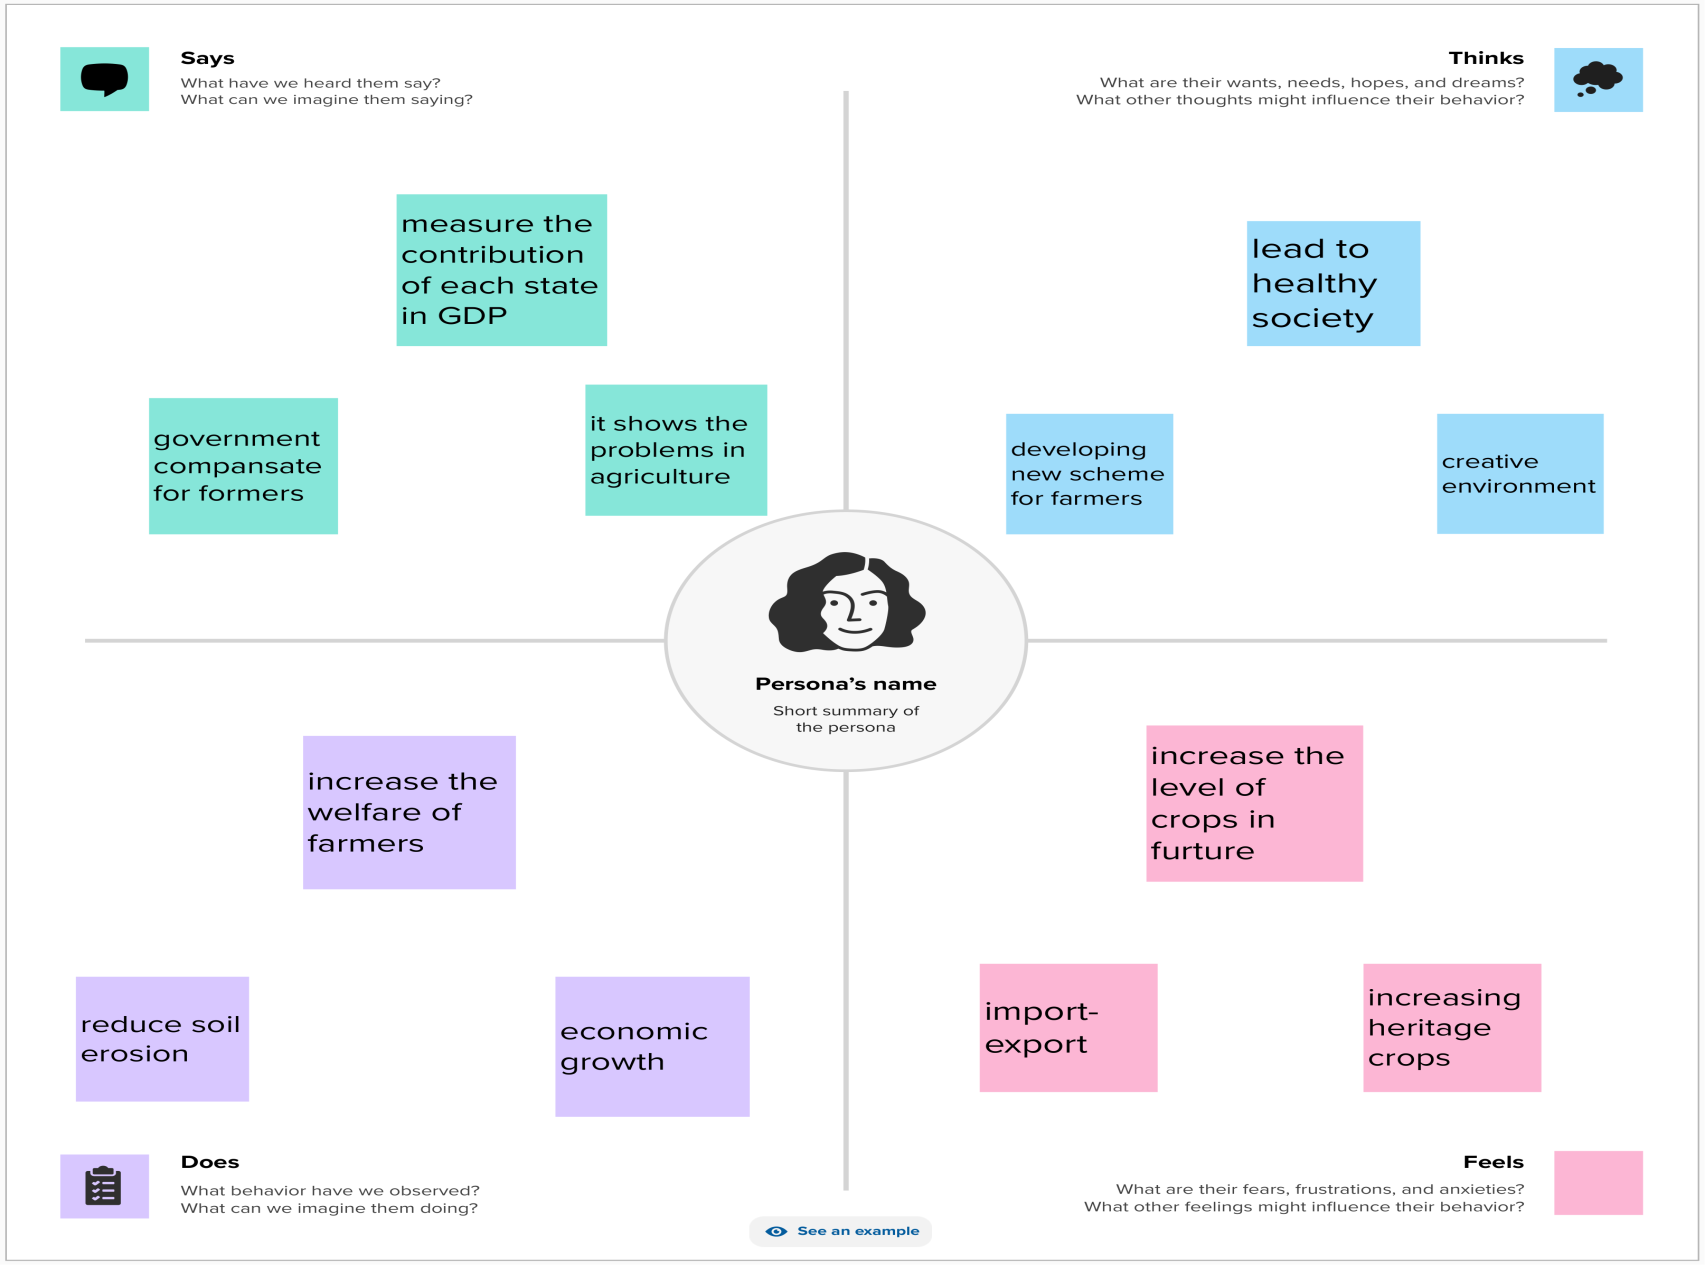 Says
What have we heard them say?
What can we imagine them saying?
Thinks
What are their wants, needs, hopes, and dreams?
What other thoughts might influence their behavior?
measure the
contribution
of each state
in GDP
government
compansate
for formers
it shows the
problems in
agriculture
lead to
healthy
society
developing
new scheme
for farmers
creative
environment
Persona's name
Short summary of
the persona
increase the
welfare of
farmers
reduce soil
erosion
economic
growth
increase the
level of
crops in
furture
import-
export
increasing
heritage
crops
Does
What behavior have we observed?
What can we imagine them doing?
Feels
What are their fears, frustrations, and anxieties?
What other feelings might influence their behavior?
See an example